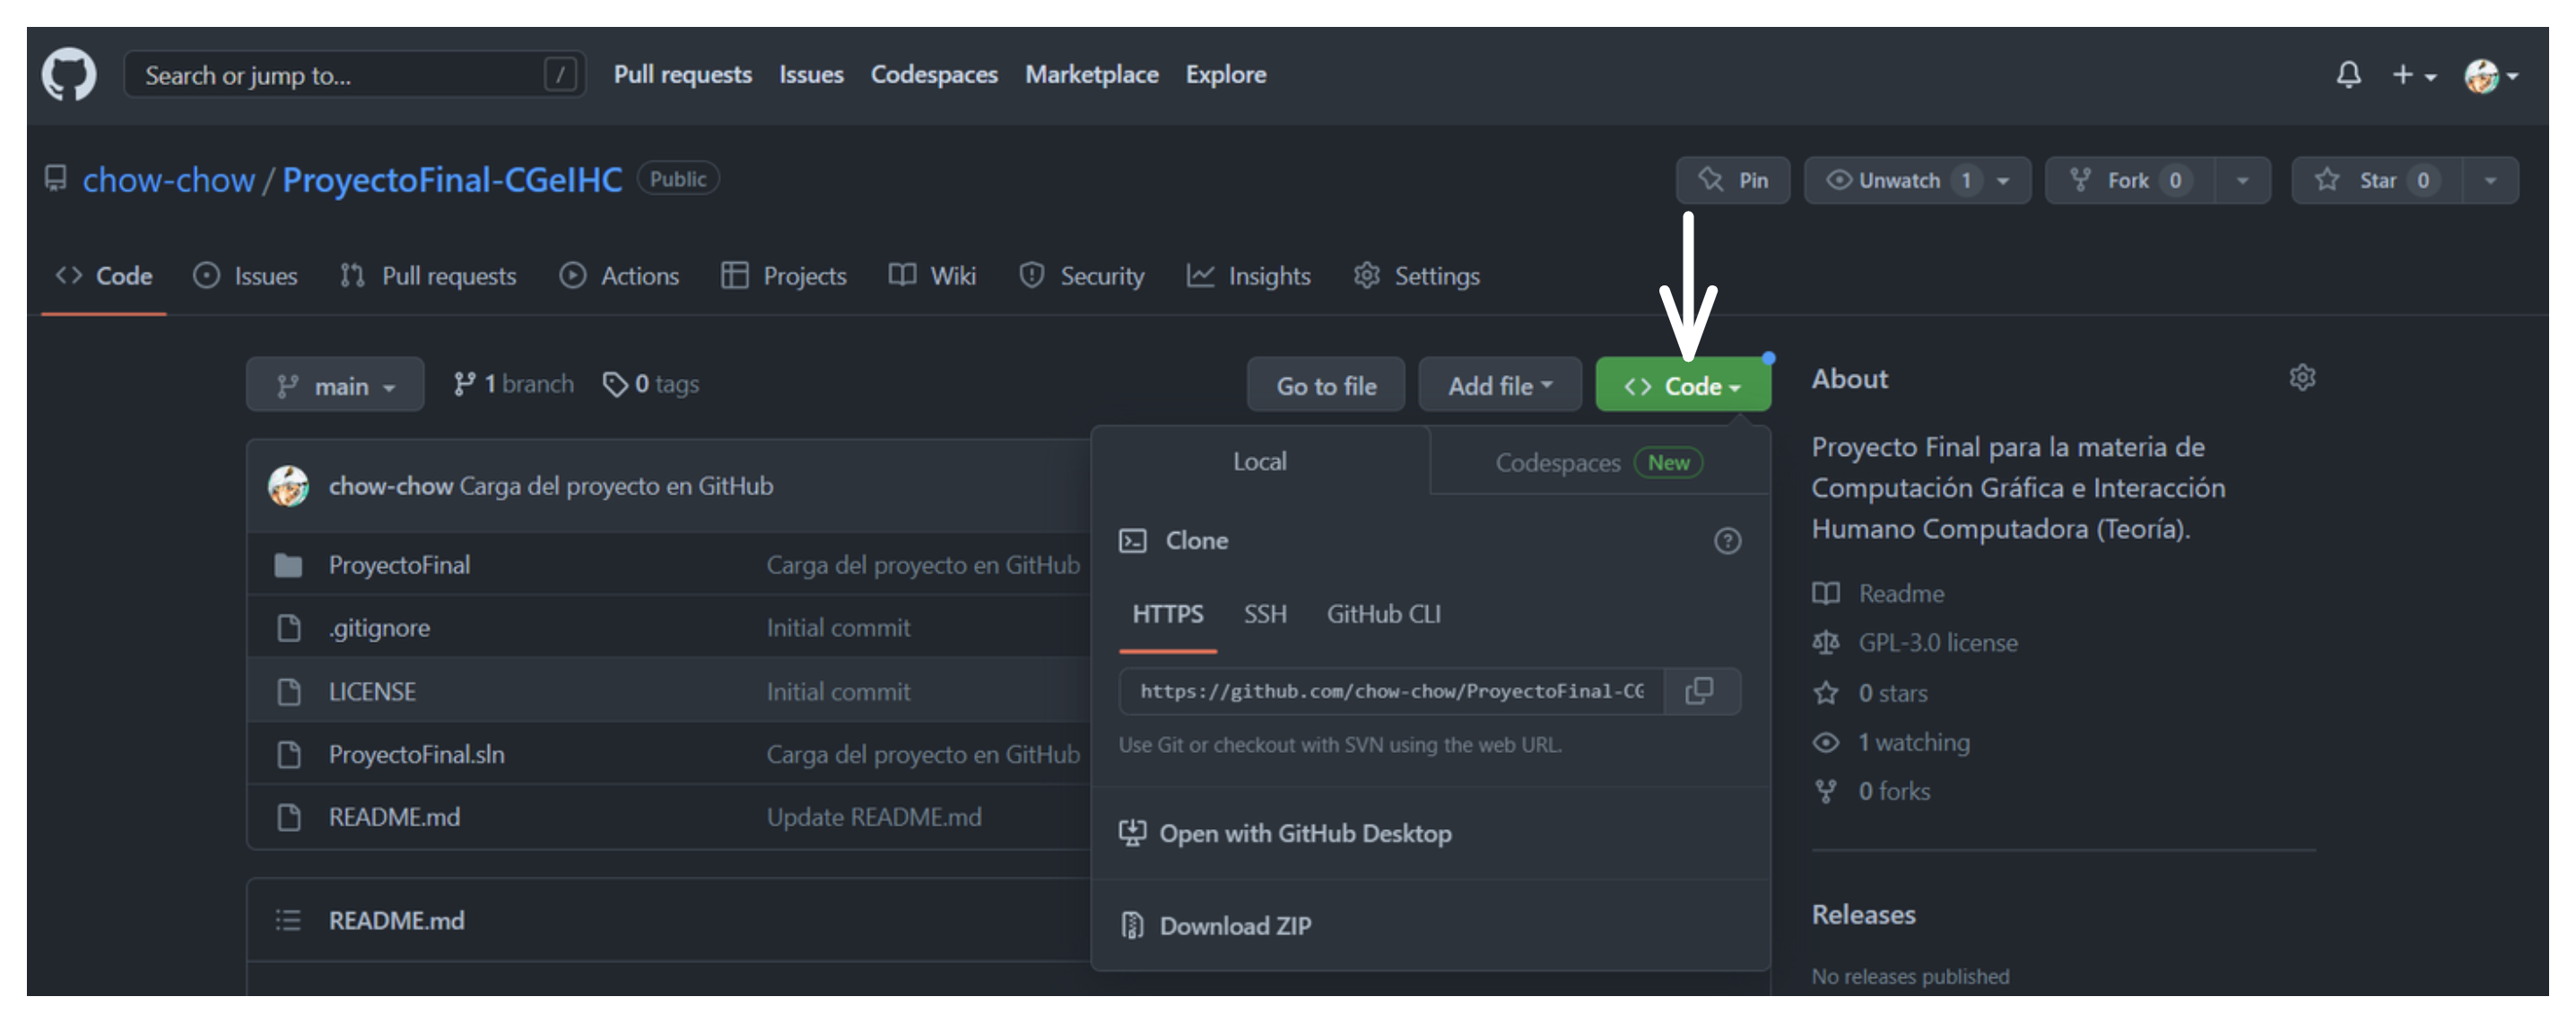 Search or jump to... / Pull requests Issues Codespaces Marketplace Explore
chow-chow / ProyectoFinal-CGeIHC Public Pin Unwatch 1 Fork 0 Star 0
Code Issues Pull requests Actions Projects Wiki Security Insights Settings
main 1 branch 0 tags Go to file Add file Code
chow-chow Carga del proyecto en GitHub
ProyectoFinal Carga del proyecto en GitHub
.gitignore Initial commit
LICENSE Initial commit
ProyectoFinal.sln Carga del proyecto en GitHub
README.md Update README.md
README.md
Local Codespaces New
Clone
HTTPS SSH GitHub CLI
https://github.com/chow-chow/ProyectoFinal-CG
Use Git or checkout with SVN using the web URL.
Open with GitHub Desktop
Download ZIP
About
Proyecto Final para la materia de
Computación Gráfica e Interacción
Humano Computadora (Teoría).
Readme
GPL-3.0 license
0 stars
1 watching
0 forks
Releases
No releases published